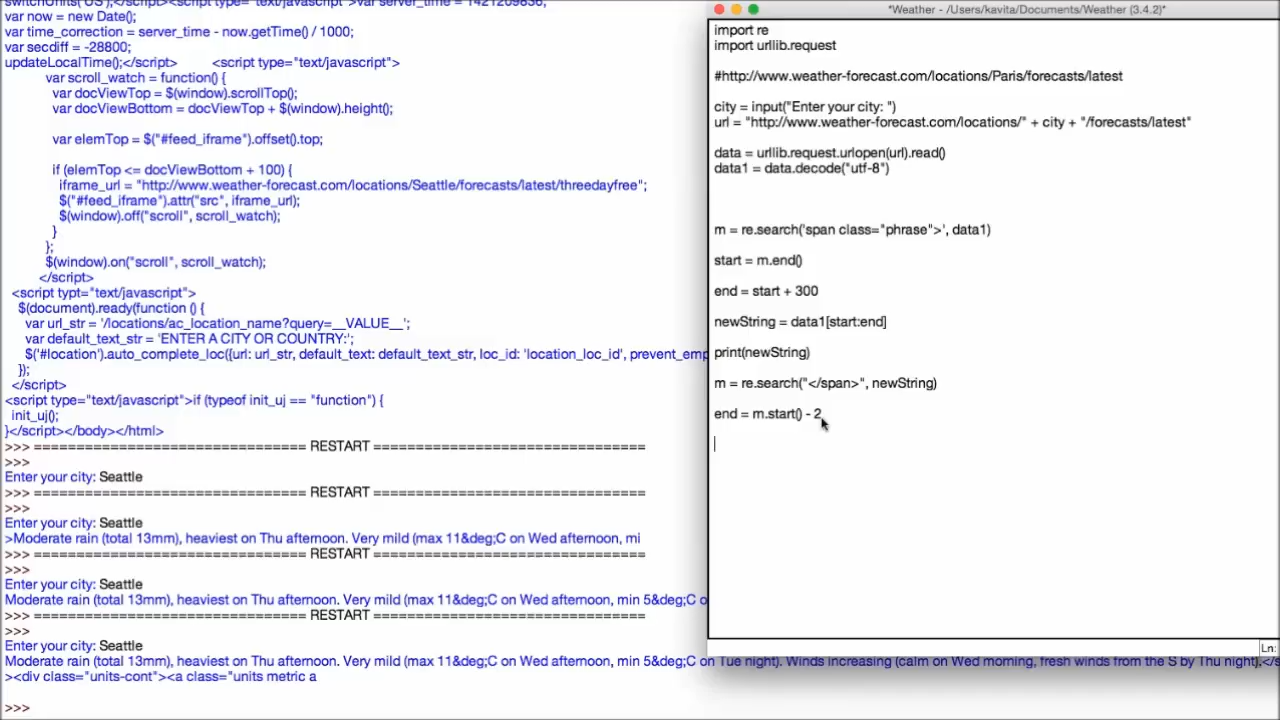 switchUnits('US');</script><script type="text/javascript">var server_time = 1421209836;
var now = new Date();
var time_correction = server_time - now.getTime() / 1000;
var secdiff = -28800;
updateLocalTime();</script> <script type="text/javascript">
var scroll_watch = function() {
var docViewTop = $(window).scrollTop();
var docViewBottom = docViewTop + $(window).height();
var elemTop = $("#feed_iframe").offset().top;
if (elemTop <= docViewBottom + 100) {
iframe_url = "http://www.weather-forecast.com/locations/Seattle/forecasts/latest/threedayfree";
$("#feed_iframe").attr("src", iframe_url);
$(window).off("scroll", scroll_watch);
}
};
$(window).on("scroll", scroll_watch);
</script>
<script typt="text/javascript">
$(document).ready(function () {
var url_str = '/locations/ac_location_name?query=__VALUE__';
var default_text_str = 'ENTER A CITY OR COUNTRY:';
$('#location').auto_complete_loc({url: url_str, default_text: default_text_str, loc_id: 'location_loc_id', prevent_emp
});
</script>
<script type="text/javascript">if (typeof init_uj == "function") {
init_uj();
}</script></body></html>
>>> ================================ RESTART ================================
>>>
Enter your city: Seattle
>>> ================================ RESTART ================================
>>>
Enter your city: Seattle
>Moderate rain (total 13mm), heaviest on Thu afternoon. Very mild (max 11&deg;C on Wed afternoon, mi
>>> ================================ RESTART ================================
>>>
Enter your city: Seattle
Moderate rain (total 13mm), heaviest on Thu afternoon. Very mild (max 11&deg;C on Wed afternoon, min 5&deg;C o
>>> ================================ RESTART ================================
>>>
Enter your city: Seattle
Moderate rain (total 13mm), heaviest on Thu afternoon. Very mild (max 11&deg;C on Wed afternoon, min 5&deg;C on Tue night). Winds increasing (calm on Wed morning, fresh winds from the S by Thu night).</s
><div class="units-cont"><a class="units metric a
>>>
*Weather - /Users/kavita/Documents/Weather (3.4.2)*
import re
import urllib.request
#http://www.weather-forecast.com/locations/Paris/forecasts/latest
city = input("Enter your city: ")
url = "http://www.weather-forecast.com/locations/" + city + "/forecasts/latest"
data = urllib.request.urlopen(url).read()
data1 = data.decode("utf-8")
m = re.search('span class="phrase">', data1)
start = m.end()
end = start + 300
newString = data1[start:end]
print(newString)
m = re.search("</span>", newString)
end = m.start() - 2
Ln: